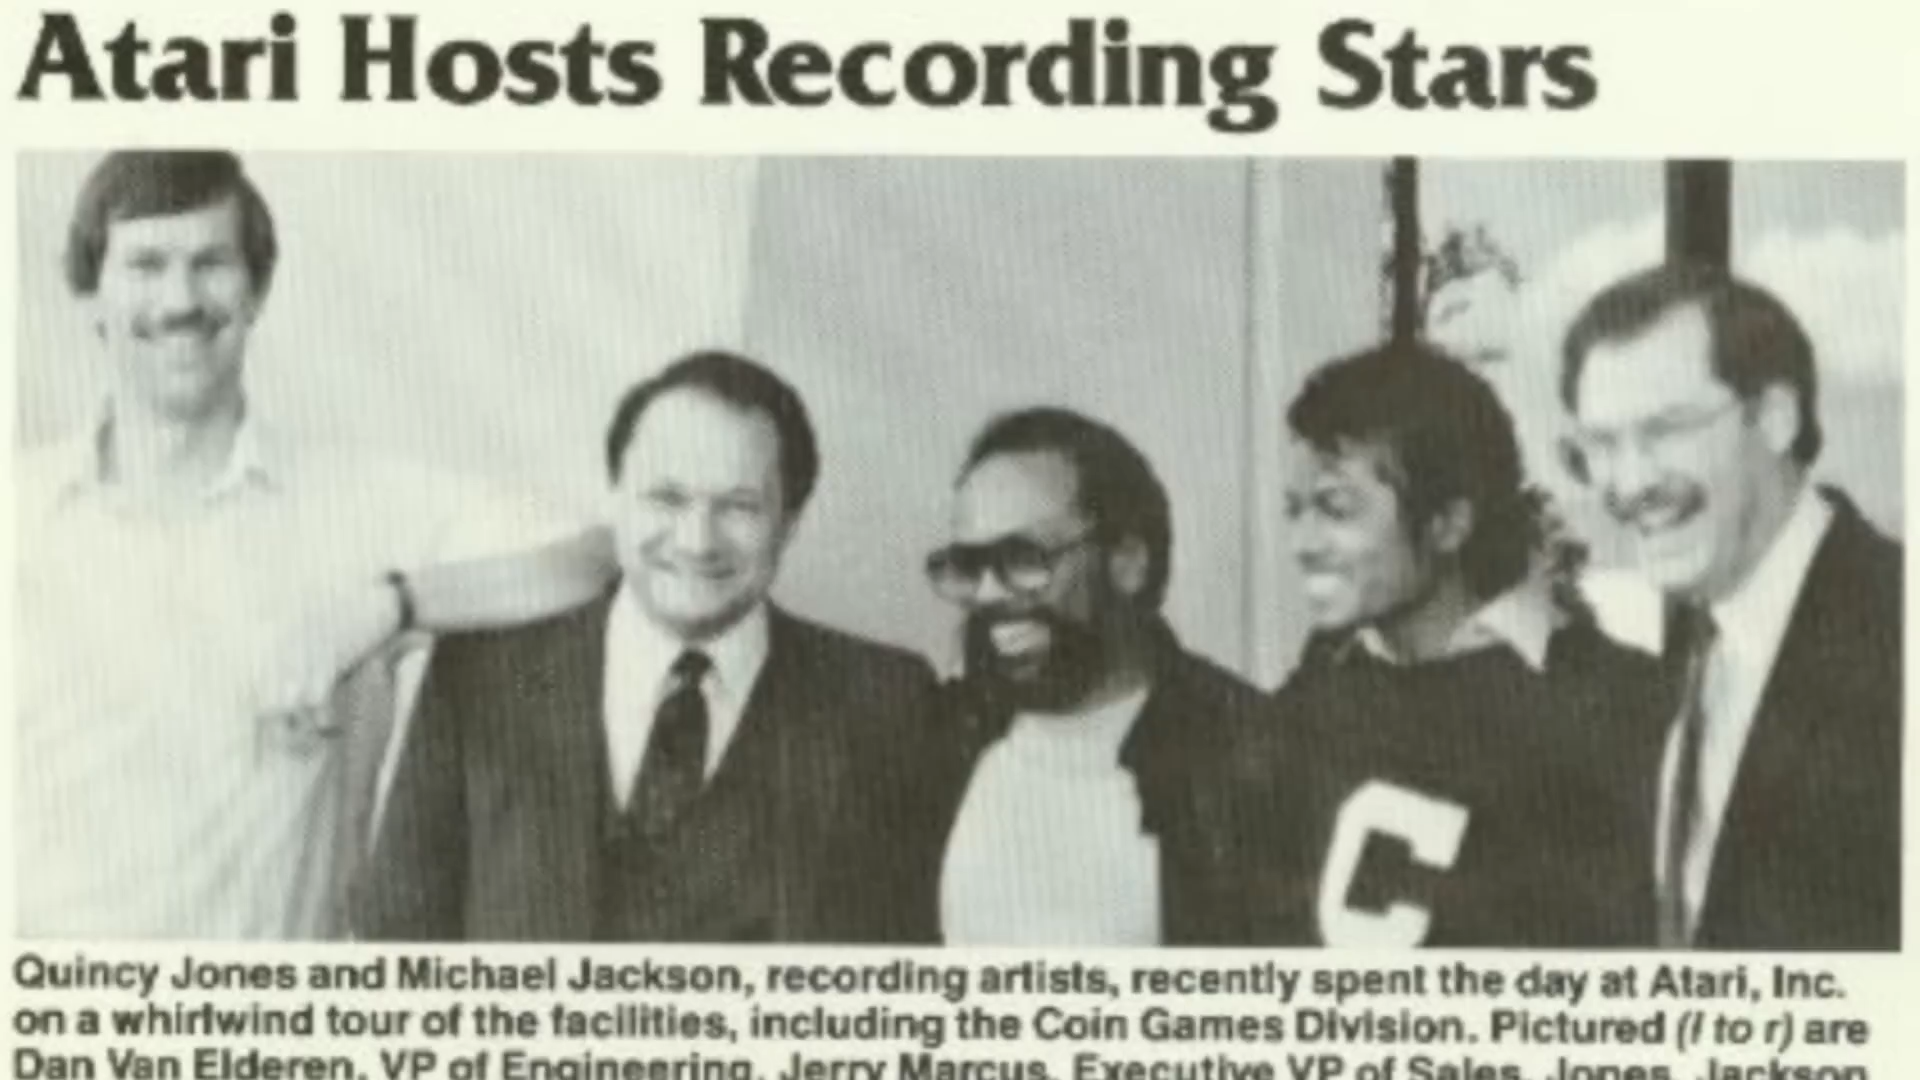 Atari Hosts Recording Stars
C
Quincy Jones and Michael Jackson, recording artists, recently spent the day at Atari, Inc.
on a whirlwind tour of the facilities, including the Coin Games Division. Pictured (l to r) are
Dan Van Elderen, VP of Engineering, Jerry Marcus, Executive VP of Sales, Jones, Jackson